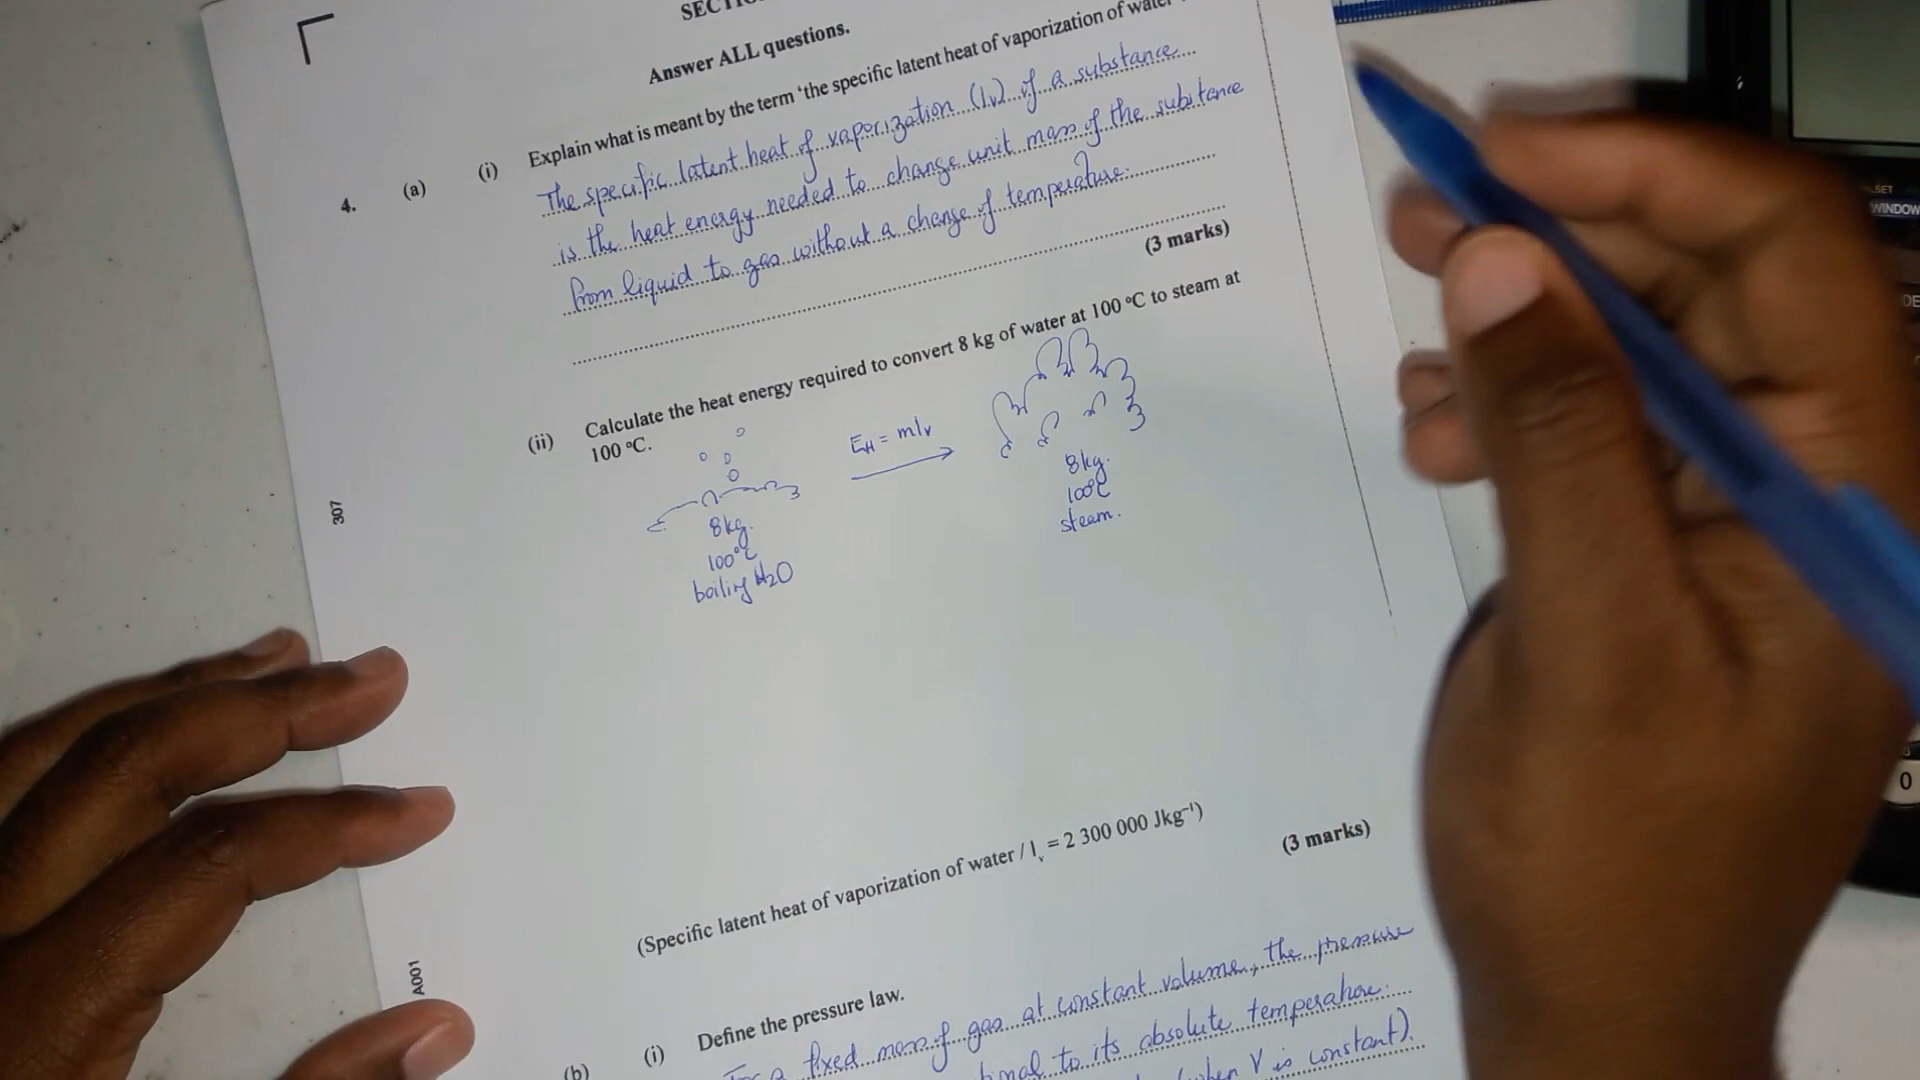 Answer ALL questions.
4. (a) (i) Explain what is meant by the term ‘the specific latent heat of vaporization of water
The specific latent heat of vaporization (lv) of a substance
is the heat energy needed to change unit mass of the substance
from liquid to gas without a change of temperature.
(3 marks)
(ii) Calculate the heat energy required to convert 8 kg of water at 100 °C to steam at
100 °C.
E_H = mlv
8kg.
100°C
boiling H2O
8kg.
100°C
steam.
307
(Specific latent heat of vaporization of water / l_v = 2 300 000 Jkg⁻¹)
(3 marks)
A001
(b) (i) Define the pressure law.
fixed mass of gas at constant volume, the pressure
to its absolute temperature.
V is constant).
SET
WINDOW
0